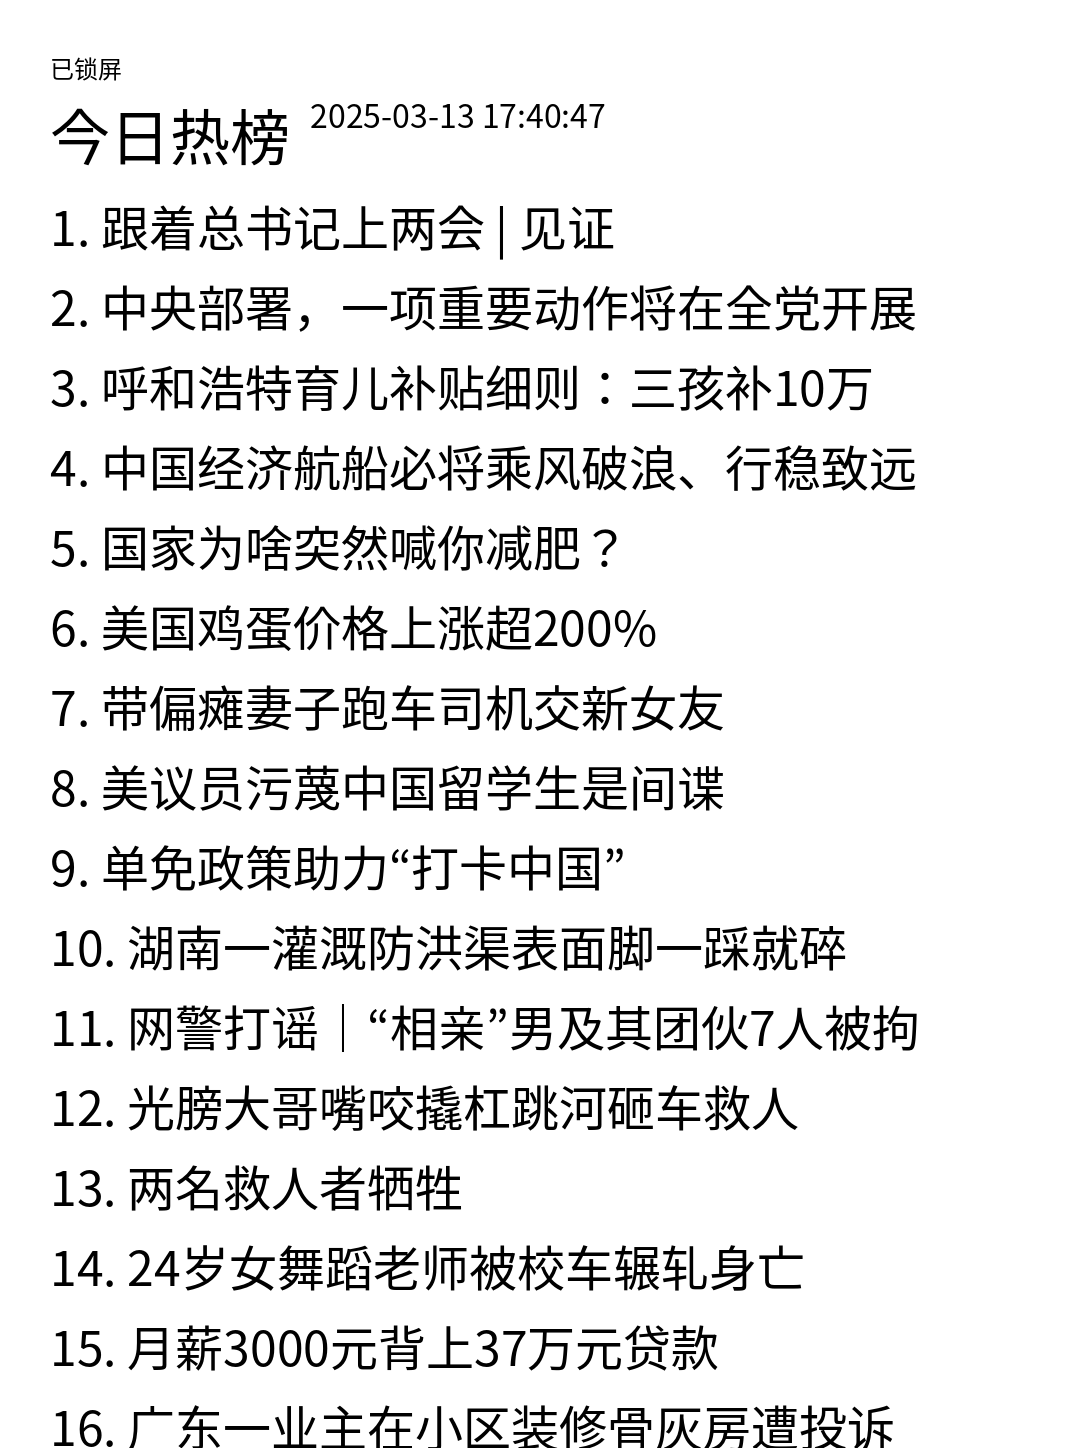 已锁屏
今日热榜 2025-03-13 17:40:47
1. 跟着总书记上两会 | 见证
2. 中央部署，一项重要动作将在全党开展
3. 呼和浩特育儿补贴细则：三孩补10万
4. 中国经济航船必将乘风破浪、行稳致远
5. 国家为啥突然喊你减肥？
6. 美国鸡蛋价格上涨超200%
7. 带偏瘫妻子跑车司机交新女友
8. 美议员污蔑中国留学生是间谍
9. 单免政策助力“打卡中国”
10. 湖南一灌溉防洪渠表面脚一踩就碎
11. 网警打谣｜“相亲”男及其团伙7人被拘
12. 光膀大哥嘴咬撬杠跳河砸车救人
13. 两名救人者牺牲
14. 24岁女舞蹈老师被校车辗轧身亡
15. 月薪3000元背上37万元贷款
16. 广东一业主在小区装修骨灰房遭投诉